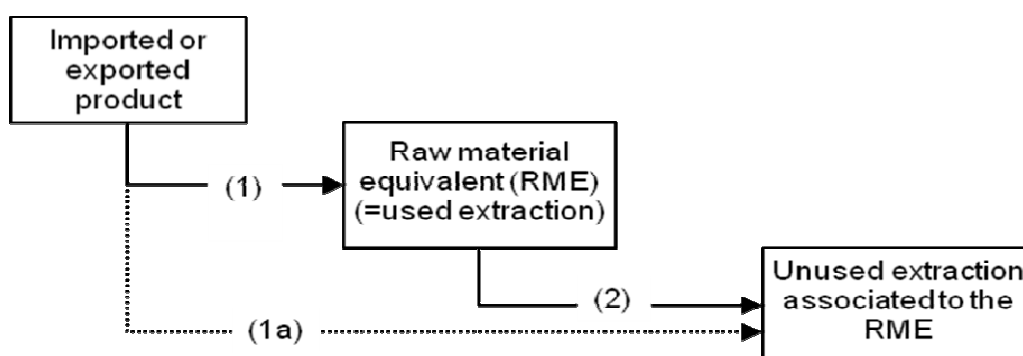 Imported or
exported
product
(1)
Raw material
equivalent (RME)
(=used extraction)
(2)
Unused extraction
associated to the
RME
(1a)